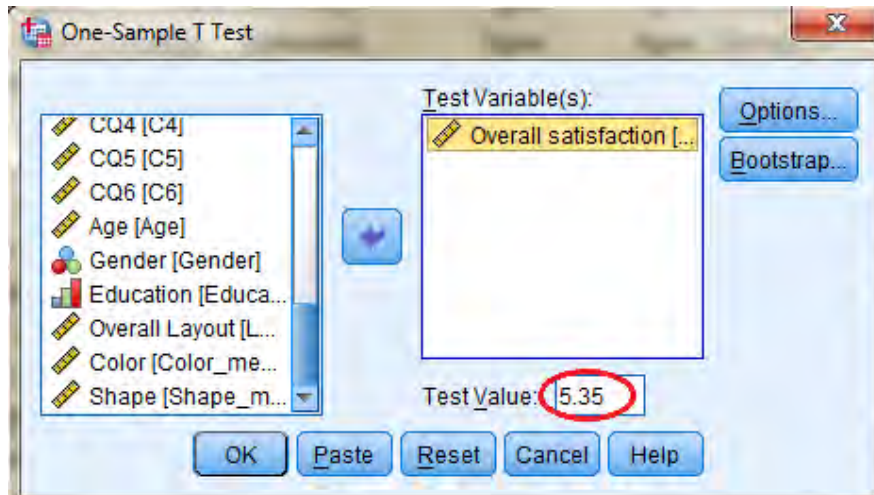 One-Sample T Test
CQ4 [C4]
CQ5 [C5]
CQ6 [C6]
Age [Age]
Gender [Gender]
Education [Educa...
Overall Layout [L...
Color [Color_me...
Shape [Shape_m...
Test Variable(s):
Overall satisfaction [...
Test Value: 5.35
Options...
Bootstrap...
OK Paste Reset Cancel Help